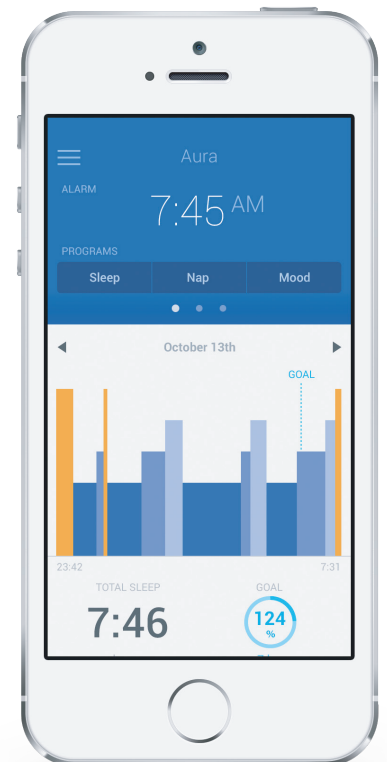 Aura
ALARM
7:45 AM
PROGRAMS
Sleep Nap Mood
October 13th
GOAL
23:42 7:31
TOTAL SLEEP GOAL
7:46 124
%